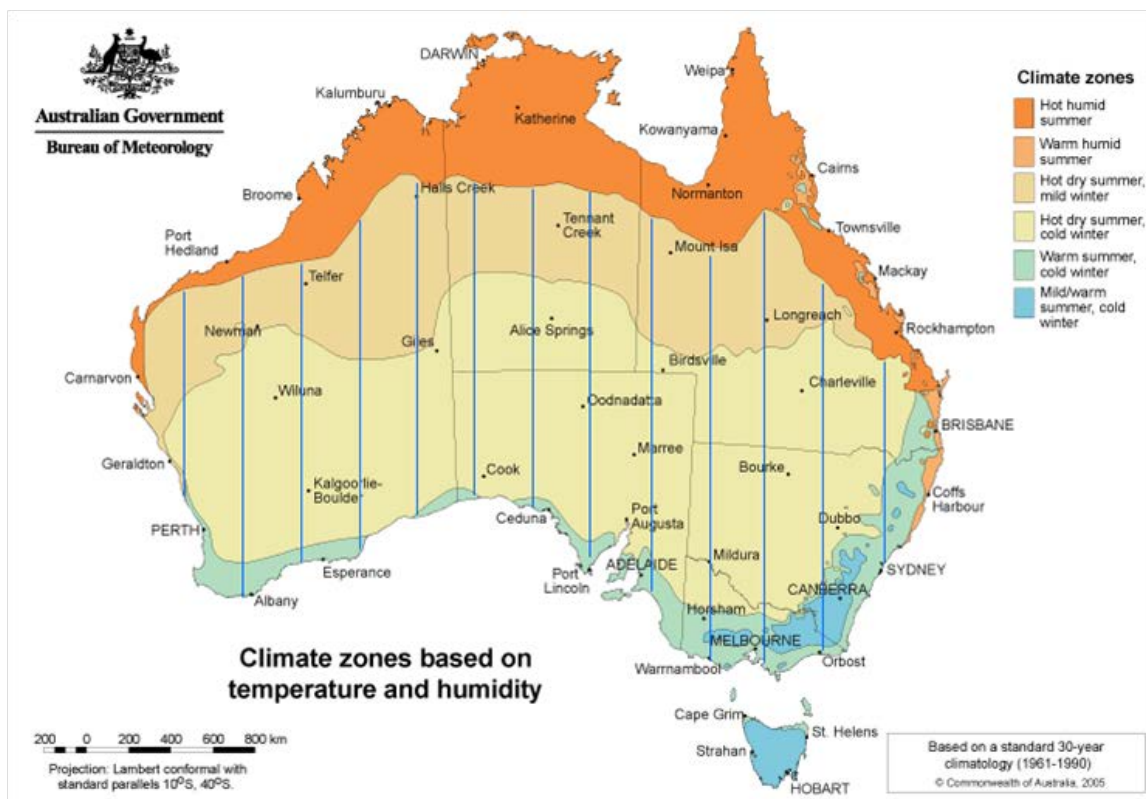 Australian Government
Bureau of Meteorology
DARWIN
Weipa
Kalumburu
Katherine
Kowanyama
Cairns
Broome
Halls Creek
Normanton
Townsville
Port
Hedland
Tennant
Creek
Mount Isa
Telfer
Mackay
Newman
Giles
Alice Springs
Longreach
Rockhampton
Birdsville
Carnarvon
Wiluna
Oodnadatta
Charleville
BRISBANE
Geraldton
Marree
Cook
Bourke
Kalgoorlie-
Boulder
Coffs
Harbour
PERTH
Ceduna
Port
Augusta
Dubbo
Esperance
Mildura
Port
Lincoln
ADELAIDE
SYDNEY
CANBERRA
Albany
Horsham
MELBOURNE
Warrnambool
Orbost
Cape Grim
St. Helens
Strahan
HOBART
Climate zones
Hot humid
summer
Warm humid
summer
Hot dry summer,
mild winter
Hot dry summer,
cold winter
Warm summer,
cold winter
Mild/warm
summer, cold
winter
Climate zones based on
temperature and humidity
200 0 200 400 600 800 km
Projection: Lambert conformal with
standard parallels 10°S, 40°S.
Based on a standard 30-year
climatology (1961-1990)
© Commonwealth of Australia, 2005